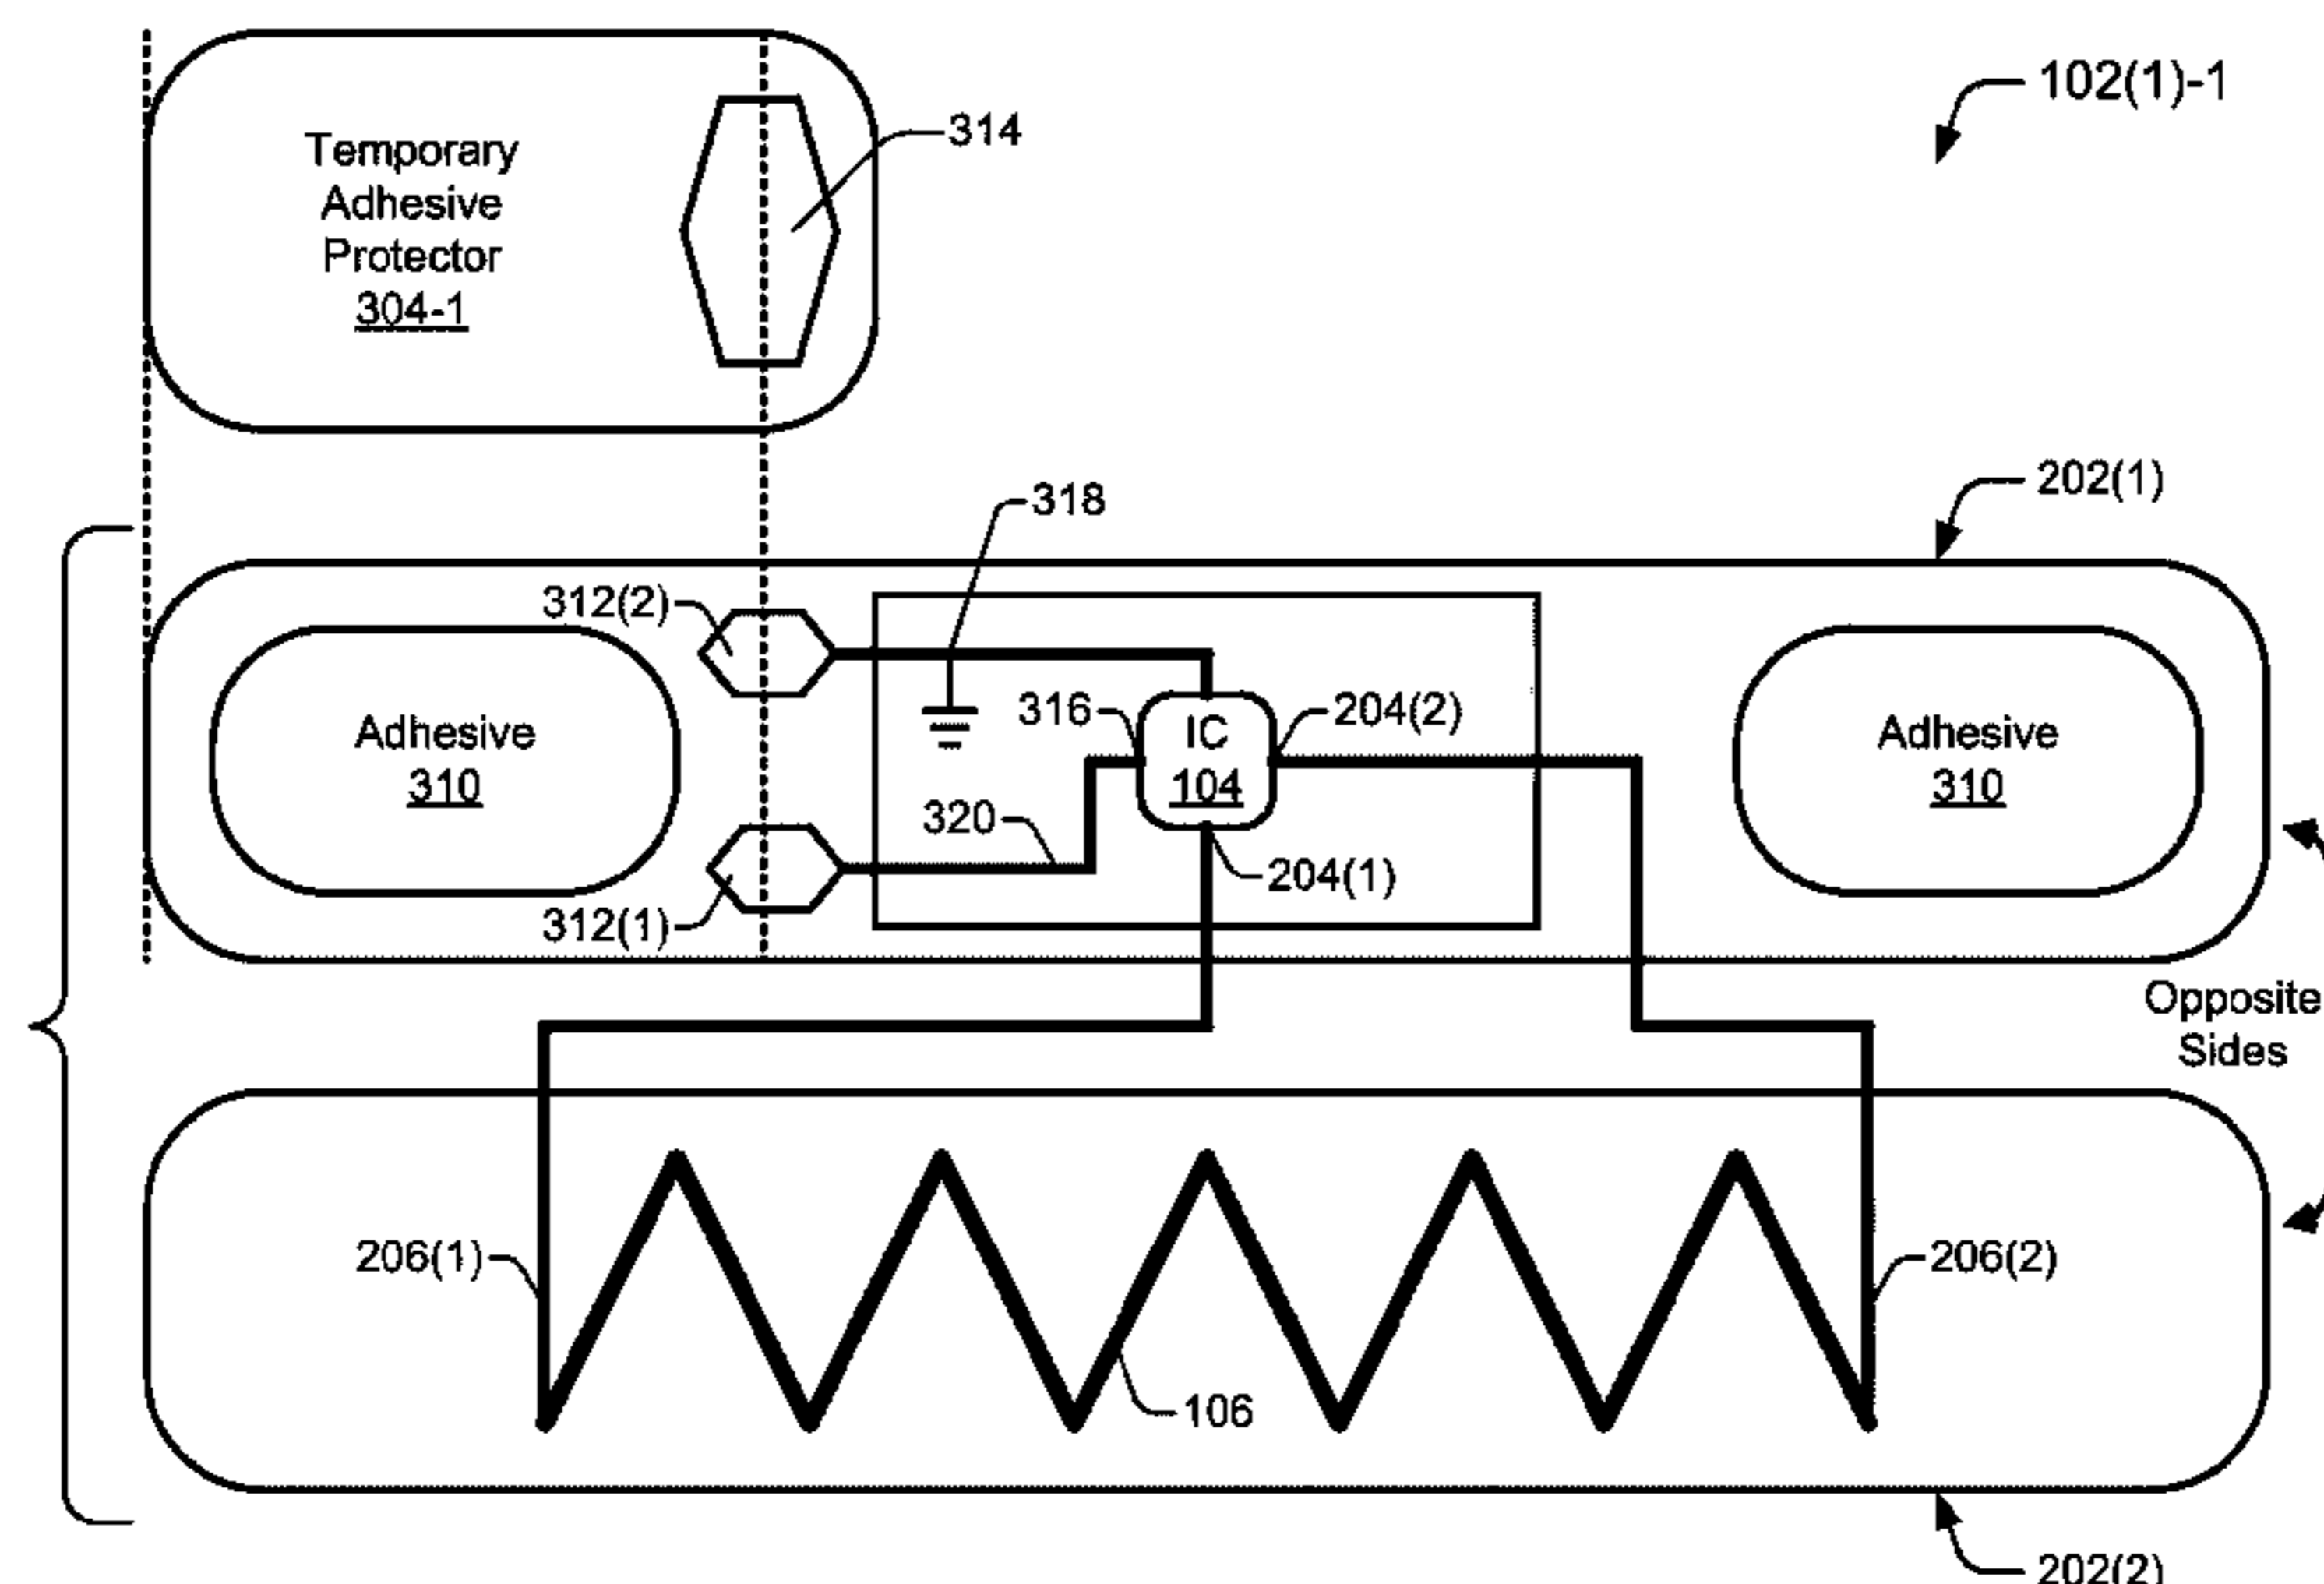 102(1)-1
314
Temporary
Adhesive
Protector
304-1
202(1)
318
312(2)
316
204(2)
IC
104
Adhesive
310
Adhesive
310
320
204(1)
312(1)
Opposite
Sides
206(1)
206(2)
106
202(2)